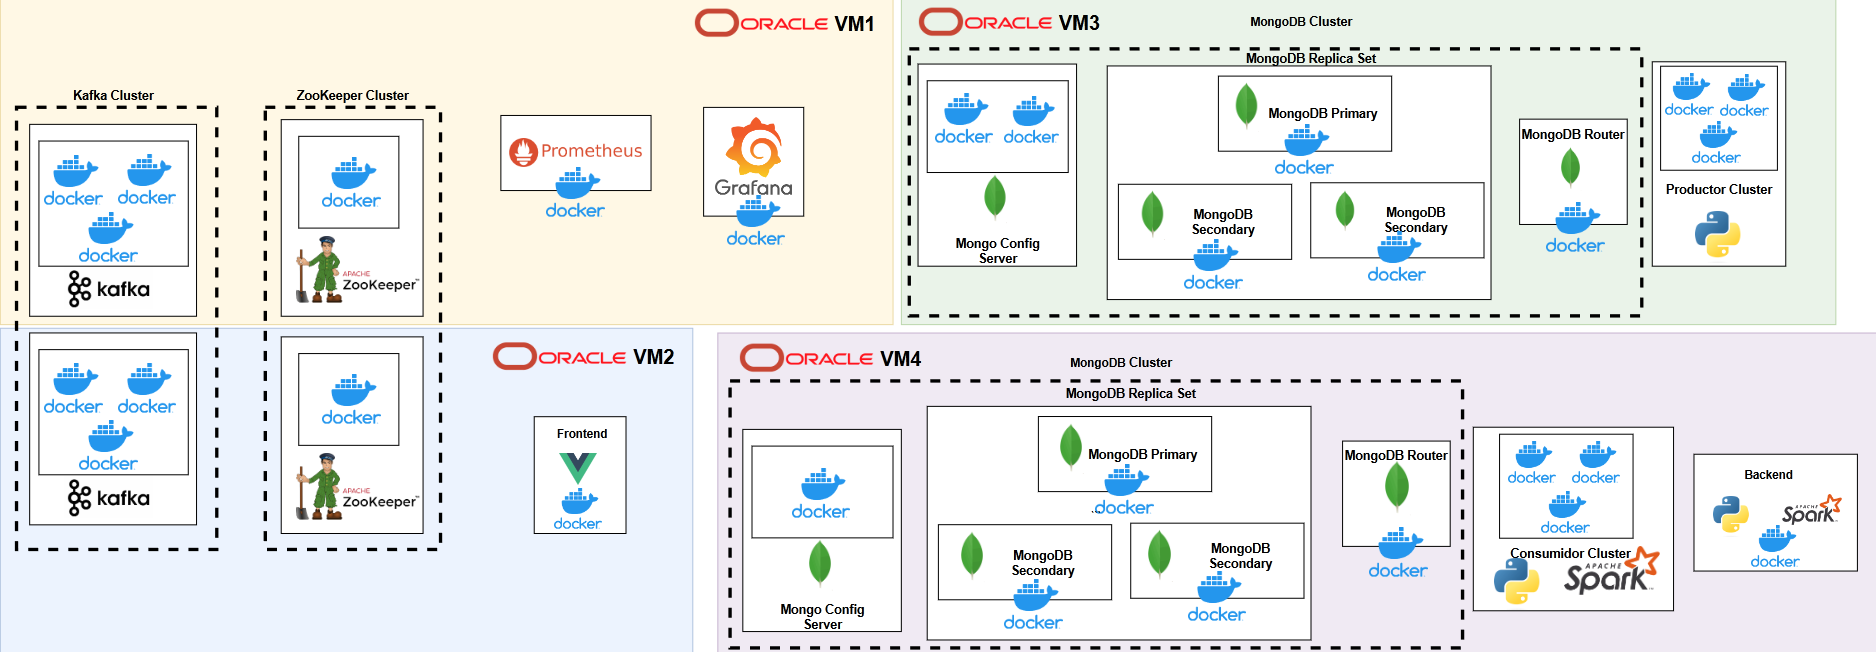 ORACLE VM1
Kafka Cluster
ZooKeeper Cluster
docker
docker
docker
kafka
docker
APACHE
ZooKeeper™
Prometheus
docker
Grafana
docker
ORACLE VM3
MongoDB Cluster
MongoDB Replica Set
docker
docker
Mongo Config
Server
MongoDB Primary
docker
MongoDB
Secondary
docker
MongoDB
Secondary
docker
MongoDB Router
docker
docker
docker
docker
Productor Cluster
ORACLE VM2
docker
docker
docker
kafka
docker
APACHE
ZooKeeper™
Frontend
docker
ORACLE VM4
MongoDB Cluster
MongoDB Replica Set
docker
Mongo Config
Server
MongoDB Primary
...
docker
MongoDB
Secondary
docker
MongoDB
Secondary
docker
MongoDB Router
docker
docker
docker
docker
Consumidor Cluster
APACHE
Spark™
Backend
APACHE
Spark
docker